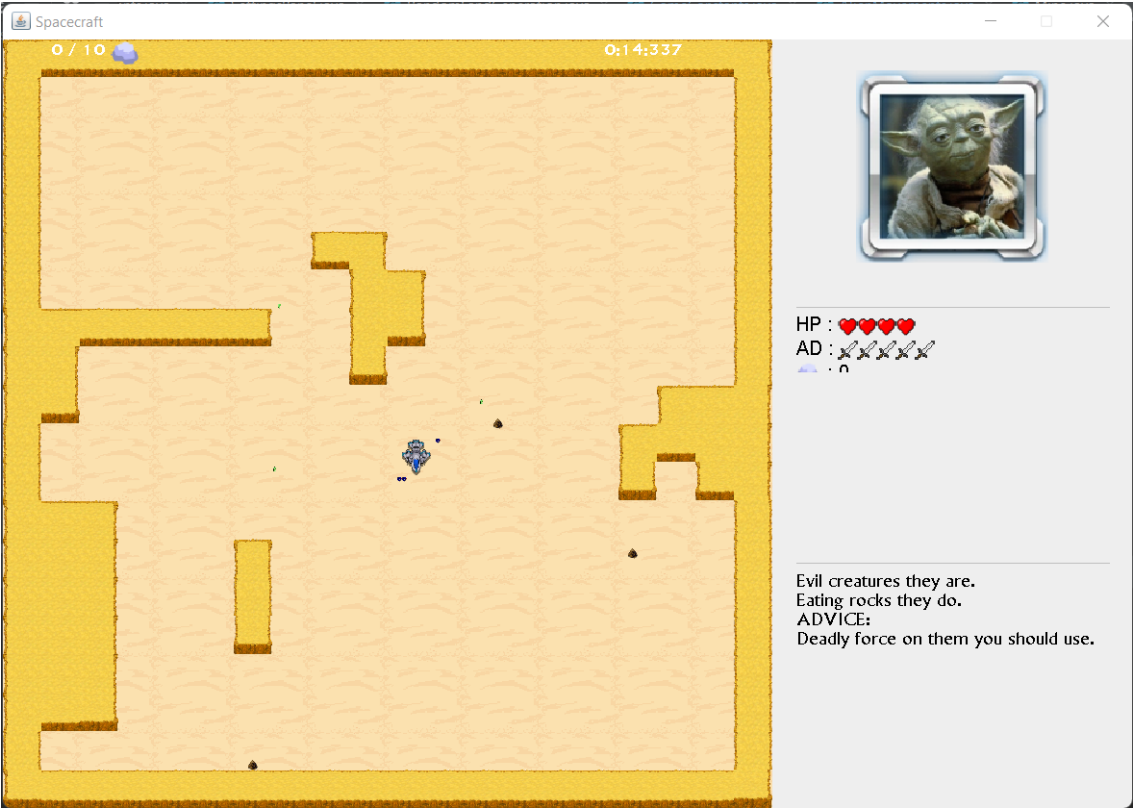 Spacecraft
0 / 10
0:14:337
HP :
AD :
: 0
Evil creatures they are.
Eating rocks they do.
ADVICE:
Deadly force on them you should use.